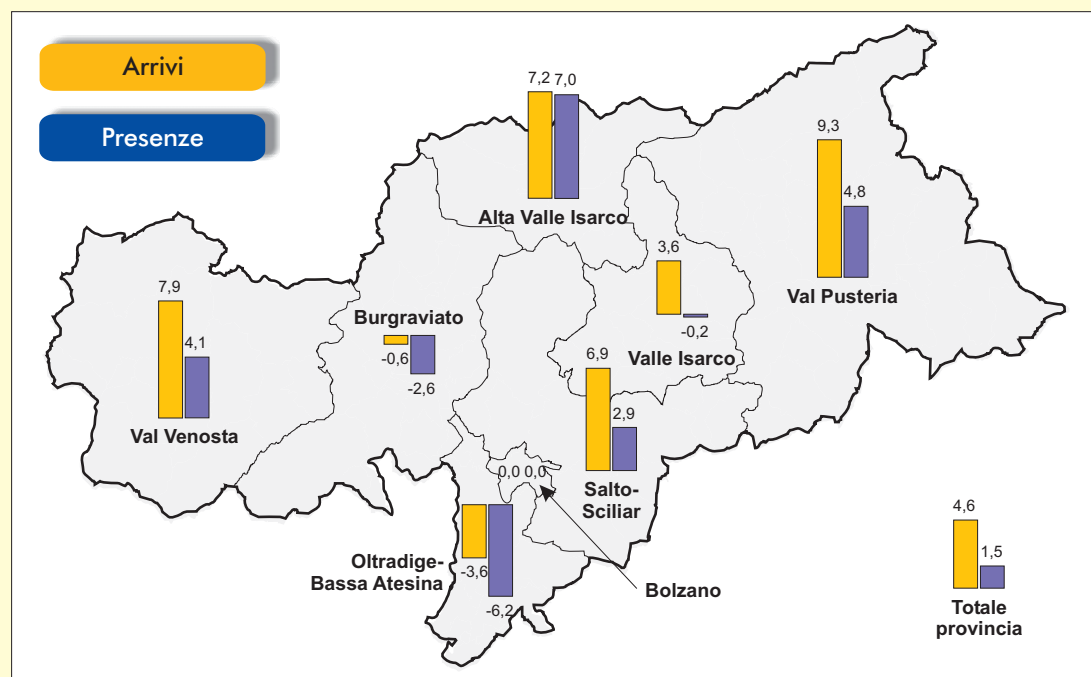 Arrivi
Presenze
7,2 7,0
Alta Valle Isarco
9,3
4,8
Val Pusteria
3,6
-0,2
Valle Isarco
7,9
4,1
Val Venosta
Burgraviato
-0,6
-2,6
6,9
2,9
Salto-
Sciliar
0,0 0,0
Bolzano
Oltradige-
Bassa Atesina
-3,6
-6,2
4,6
1,5
Totale
provincia